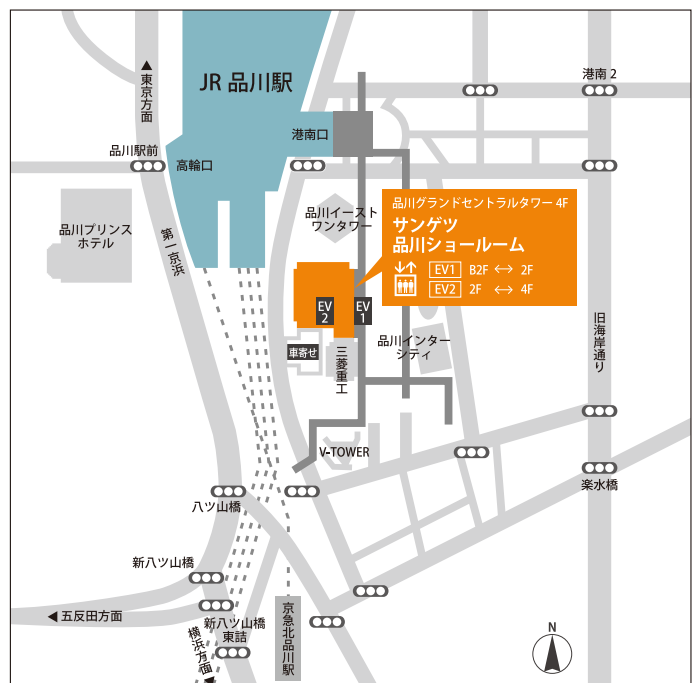 JR 品川駅
港南 2
▲東京方面
港南口
品川駅前
高輪口
品川プリンス
ホテル
第一京浜
品川イースト
ワンタワー
品川グランドセントラルタワー 4F
サンゲツ
品川ショールーム
EV1 B2F ↔ 2F
EV2 2F ↔ 4F
EV
2
EV
1
車寄せ
三菱重工
品川インター
シティ
旧海岸通り
V-TOWER
楽水橋
八ツ山橋
新八ツ山橋
◀五反田方面
新八ツ山橋
東詰
横浜方面▼
京急北品川駅
N